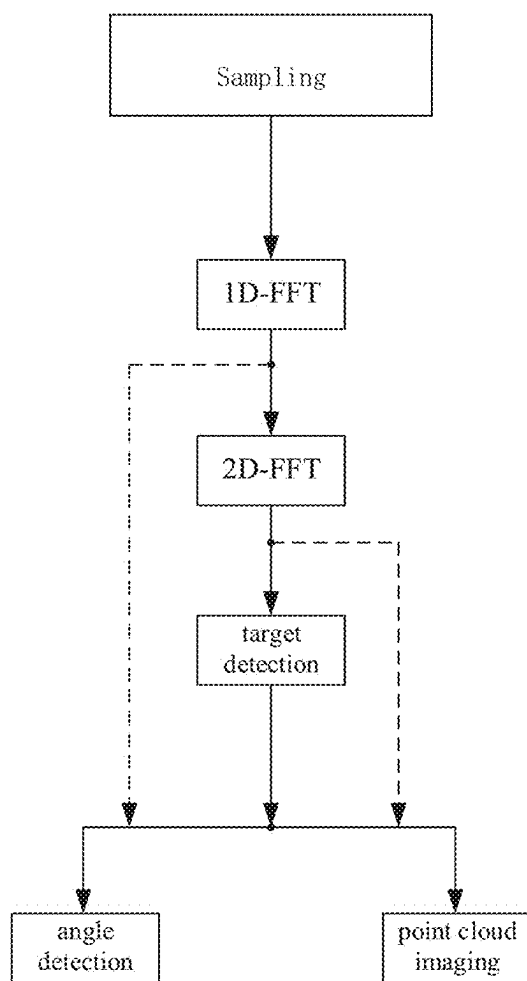 Sampling
1D-FFT
2D-FFT
target
detection
angle
detection
point cloud
imaging